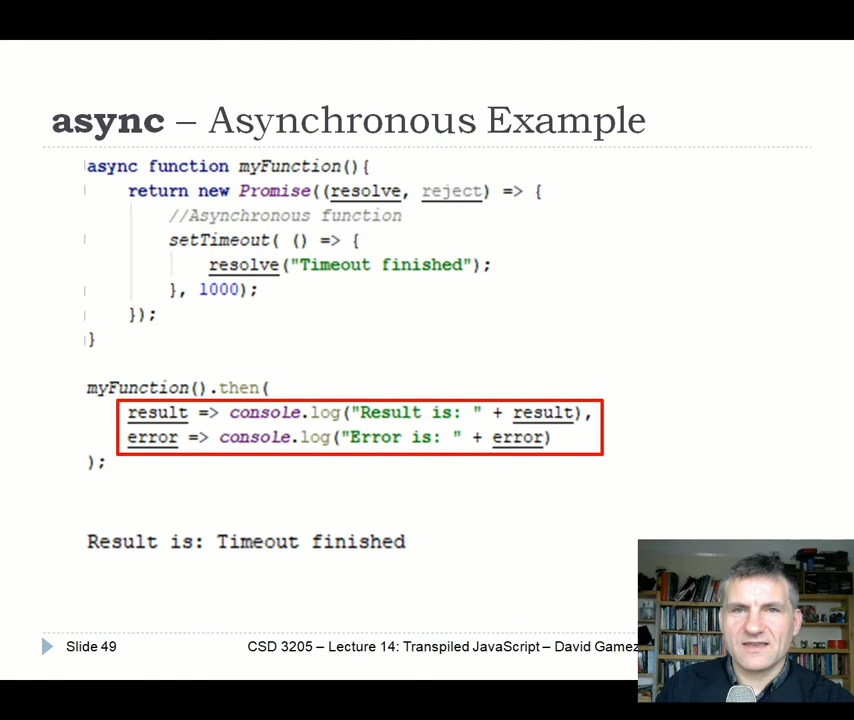 async – Asynchronous Example
async function myFunction(){
return new Promise((resolve, reject) => {
//Asynchronous function
setTimeout( () => {
resolve("Timeout finished");
}, 1000);
});
}
myFunction().then(
result => console.log("Result is: " + result),
error => console.log("Error is: " + error)
);
Result is: Timeout finished
Slide 49
CSD 3205 – Lecture 14: Transpiled JavaScript – David Gamez